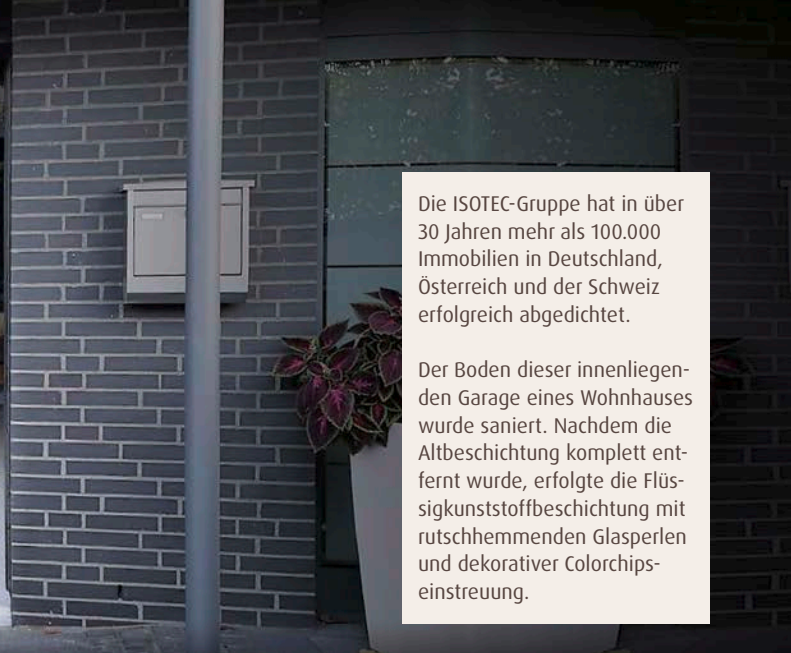 Die ISOTEC-Gruppe hat in über
30 Jahren mehr als 100.000
Immobilien in Deutschland,
Österreich und der Schweiz
erfolgreich abgedichtet.
Der Boden dieser innenliegen-
den Garage eines Wohnhauses
wurde saniert. Nachdem die
Altbeschichtung komplett ent-
fernt wurde, erfolgte die Flüs-
sigkunststoffbeschichtung mit
rutschhemmenden Glasperlen
und dekorativer Colorchips-
einstreuung.